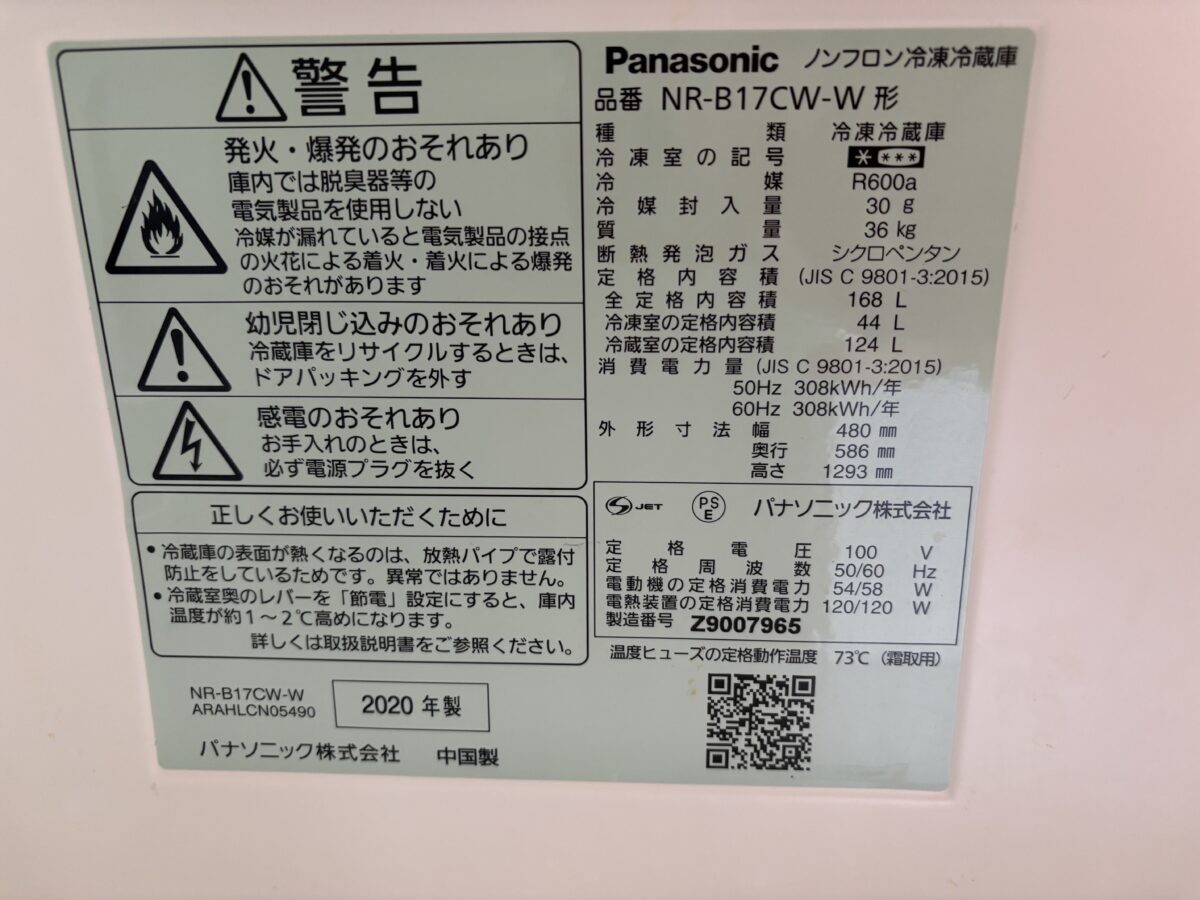 警告
発火・爆発のおそれあり
庫内では脱臭器等の
電気製品を使用しない
冷媒が漏れていると電気製品の接点
の火花による着火・着火による爆発
のおそれがあります
幼児閉じ込みのおそれあり
冷蔵庫をリサイクルするときは、
ドアパッキングを外す
感電のおそれあり
お手入れのときは、
必ず電源プラグを抜く
正しくお使いいただくために
・冷蔵庫の表面が熱くなるのは、放熱パイプで露付
防止をしているためです。異常ではありません。
・冷蔵室奥のレバーを「節電」設定にすると、庫内
温度が約1～2℃高めになります。
詳しくは取扱説明書をご参照ください。
NR-B17CW-W
ARAHLCN05490
2020 年製
パナソニック株式会社 中国製
Panasonic ノンフロン冷凍冷蔵庫
品番 NR-B17CW-W 形
種類 冷凍冷蔵庫
冷凍室の記号 * ***
冷媒 R600a
冷媒封入量 30 g
質量 36 kg
断熱発泡ガス シクロペンタン
定格内容積 (JIS C 9801-3:2015)
全定格内容積 168 L
冷凍室の定格内容積 44 L
冷蔵室の定格内容積 124 L
消費電力量 (JIS C 9801-3:2015)
50Hz 308kWh/年
60Hz 308kWh/年
外形寸法 幅 480 ㎜
奥行 586 ㎜
高さ 1293 ㎜
S JET PS E パナソニック株式会社
定格電圧 100 V
定格周波数 50/60 Hz
電動機の定格消費電力 54/58 W
電熱装置の定格消費電力 120/120 W
製造番号 Z9007965
温度ヒューズの定格動作温度 73℃ (霜取用)